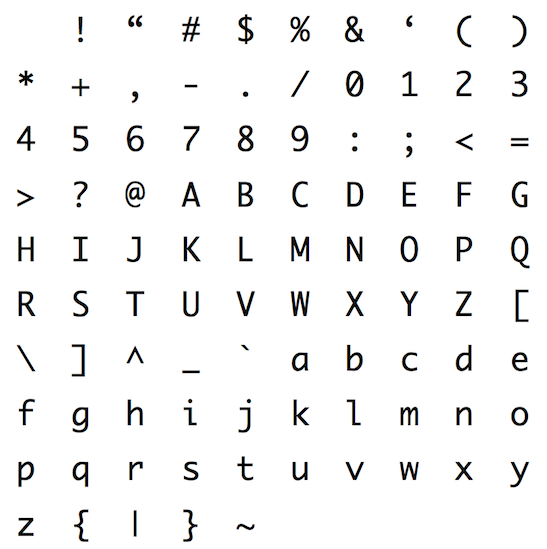 ! “ # $ % & ‘ ( )
* + , - . / 0 1 2 3
4 5 6 7 8 9 : ; < =
> ? @ A B C D E F G
H I J K L M N O P Q
R S T U V W X Y Z [
\ ] ^ _ ` a b c d e
f g h i j k l m n o
p q r s t u v w x y
z { | } ~